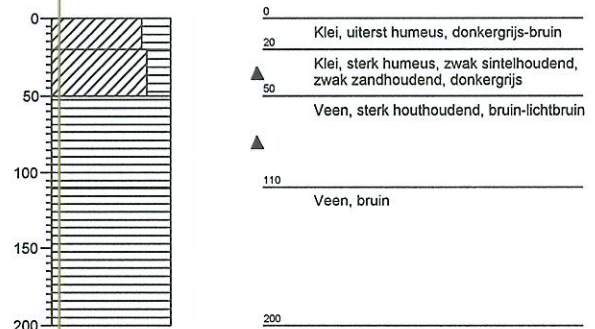 0
50
100
150
200
0
Klei, uiterst humeus, donkergrijs-bruin
20
Klei, sterk humeus, zwak sintelhoudend,
zwak zandhoudend, donkergrijs
50
Veen, sterk houthoudend, bruin-lichtbruin
110
Veen, bruin
200